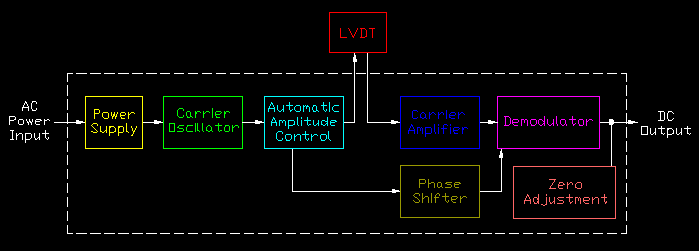 LVDT
AC
Power
Input
Power
Supply
Carrier
Oscillator
Automatic
Amplitude
Control
Carrier
Amplifier
Demodulator
DC
Output
Phase
Shifter
Zero
Adjustment